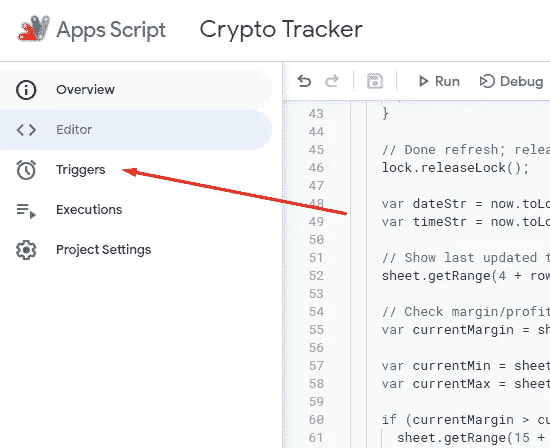 Apps Script Crypto Tracker
Overview
Editor
Triggers
Executions
Project Settings
Run Debug
43 }
44
45 // Done refresh; relea
46 lock.releaseLock();
47
48 var dateStr = now.toLo
49 var timeStr = now.toLo
50
51 // Show last updated t
52 sheet.getRange(4 + row
53
54 // Check margin/profit
55 var currentMargin = sh
56
57 var currentMin = sheet
58 var currentMax = sheet
59
60 if (currentMargin > cu
61 sheet.getRange(15 +